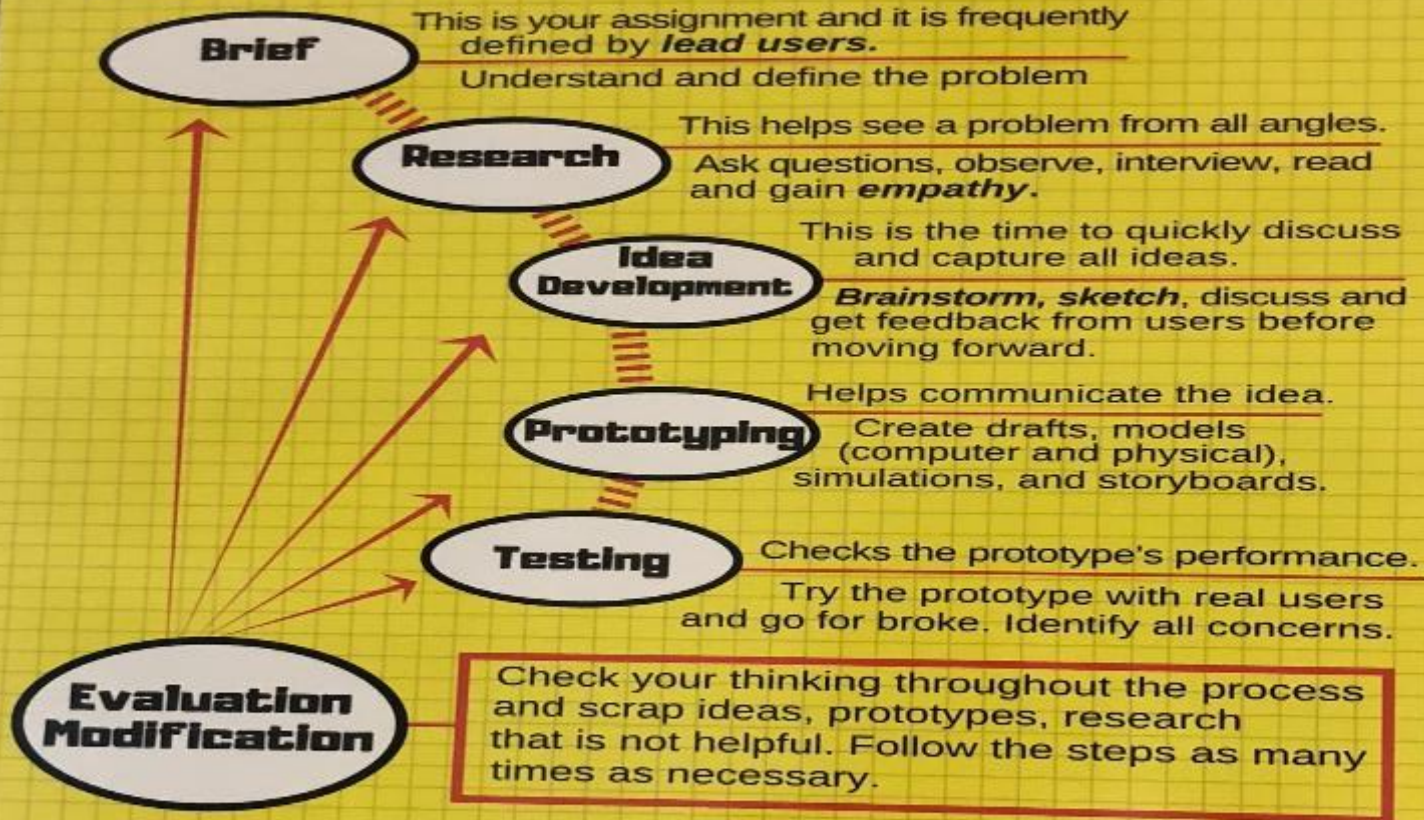 Brief
This is your assignment and it is frequently
defined by lead users.
Understand and define the problem
Research
This helps see a problem from all angles.
Ask questions, observe, interview, read
and gain empathy.
Idea
Development
This is the time to quickly discuss
and capture all ideas.
Brainstorm, sketch, discuss and
get feedback from users before
moving forward.
Prototyping
Helps communicate the idea.
Create drafts, models
(computer and physical),
simulations, and storyboards.
Testing
Checks the prototype's performance.
Try the prototype with real users
and go for broke. Identify all concerns.
Evaluation
Modification
Check your thinking throughout the process
and scrap ideas, prototypes, research
that is not helpful. Follow the steps as many
times as necessary.